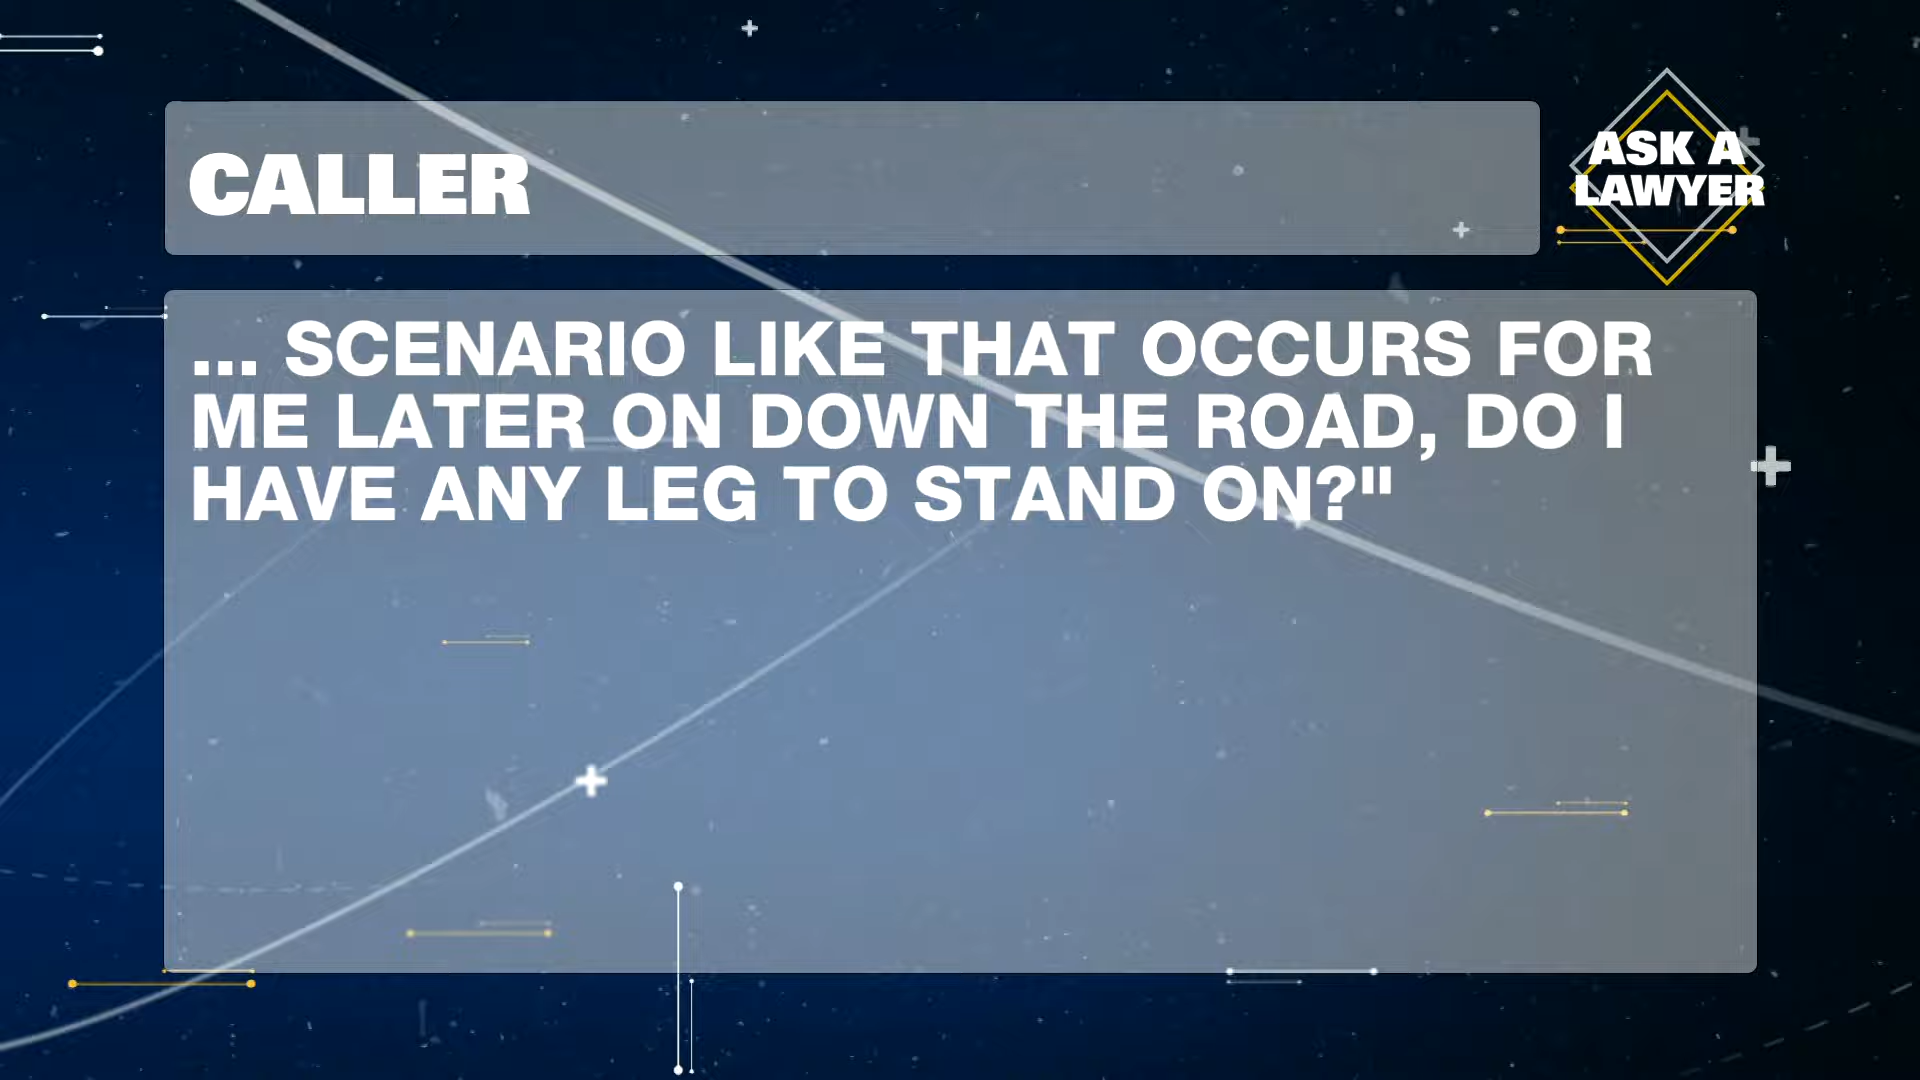 CALLER
ASK A
LAWYER
... SCENARIO LIKE THAT OCCURS FOR
ME LATER ON DOWN THE ROAD, DO I
HAVE ANY LEG TO STAND ON?"